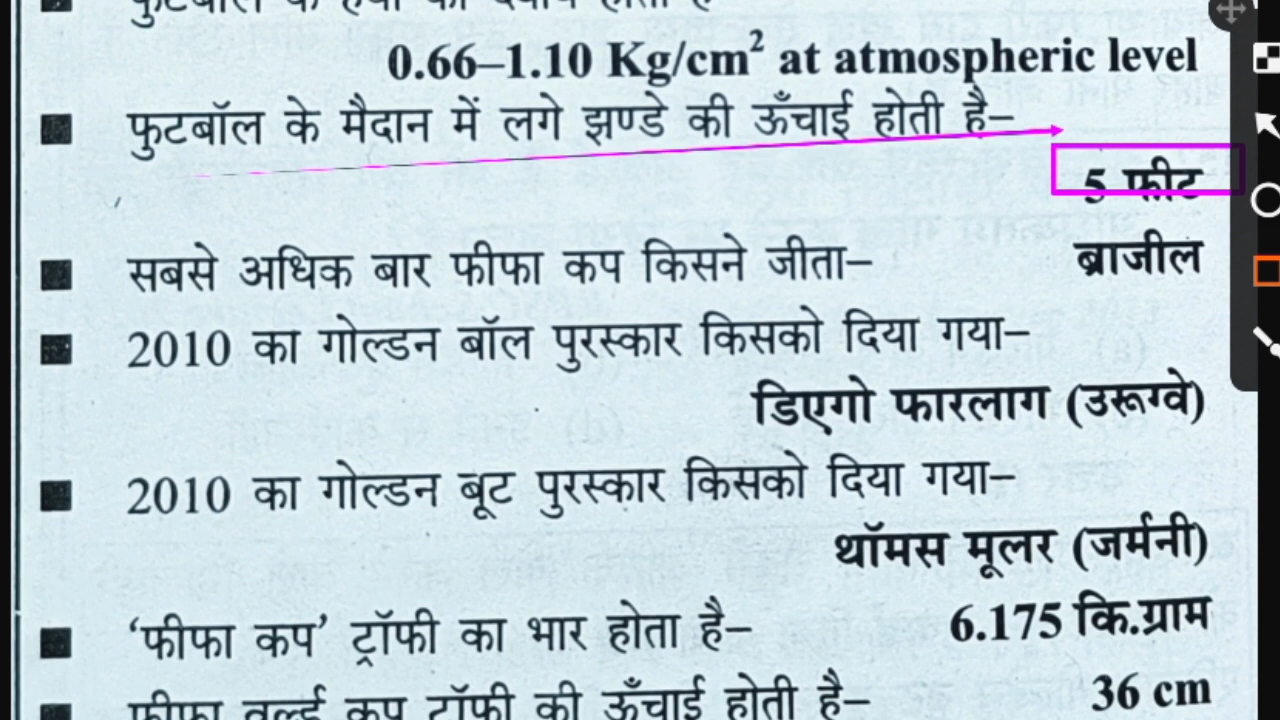 0.66–1.10 Kg/cm² at atmospheric level
फुटबॉल के मैदान में लगे झण्डे की ऊँचाई होती है–
5 फीट
सबसे अधिक बार फीफा कप किसने जीता– ब्राजील
2010 का गोल्डन बॉल पुरस्कार किसको दिया गया–
डिएगो फारलाग (उरूग्वे)
2010 का गोल्डन बूट पुरस्कार किसको दिया गया–
थॉमस मूलर (जर्मनी)
‘फीफा कप’ ट्रॉफी का भार होता है– 6.175 कि.ग्राम
फीफा वर्ल्ड कप ट्रॉफी की ऊँचाई होती है– 36 cm